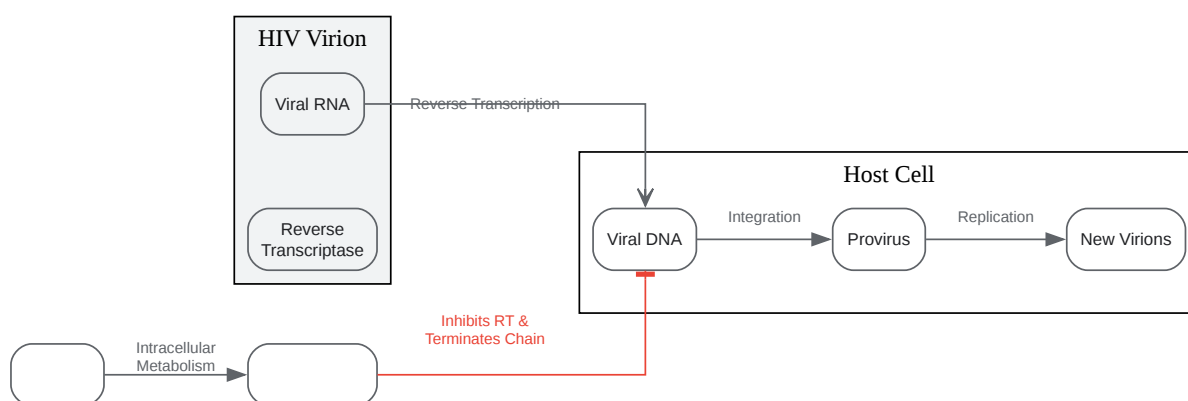 HIV Virion
Viral RNA
Reverse Transcription
Host Cell
Reverse
Transcriptase
Viral DNA
Integration
Provirus
Replication
New Virions
Inhibits RT &
Terminates Chain
Intracellular
Metabolism